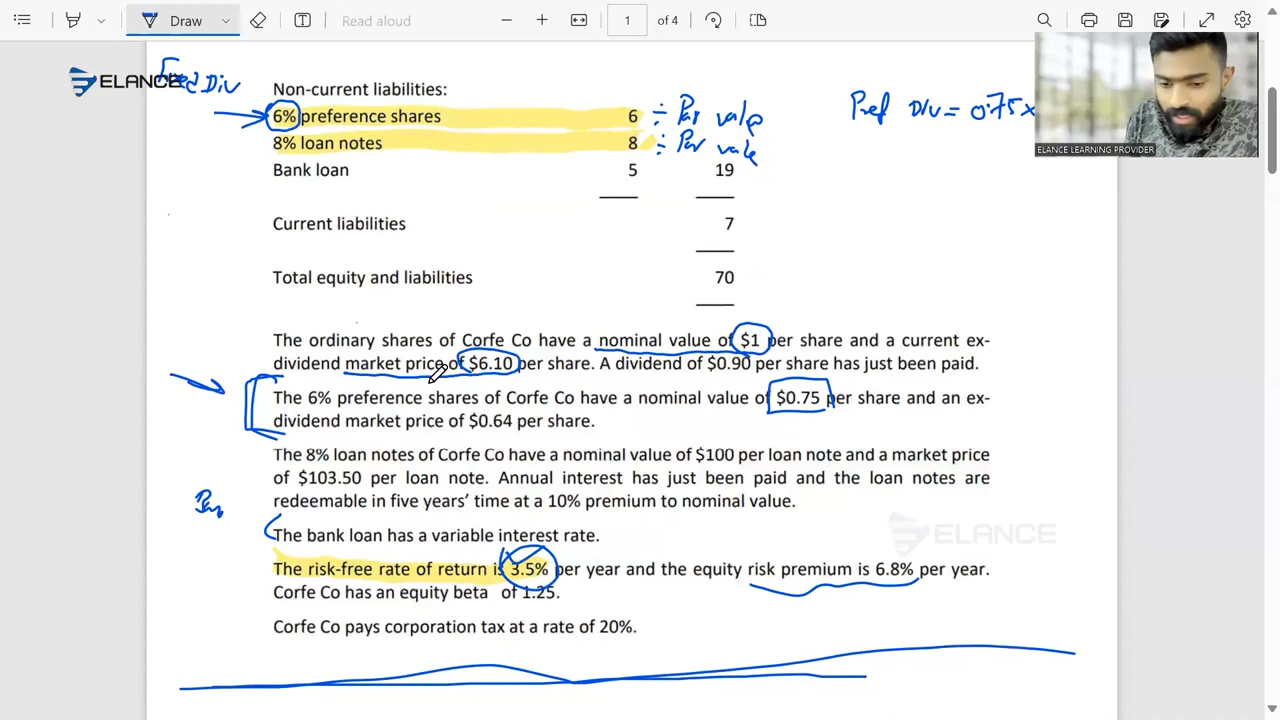 Draw
Read aloud
1
of 4
ELANCE
Fixed Div
Non-current liabilities:
6% preference shares 6 ÷ Par value
8% loan notes 8 ÷ Par value
Bank loan 5 19
Current liabilities 7
Total equity and liabilities 70
Pref Div = 0.75x
ELANCE LEARNING PROVIDER
The ordinary shares of Corfe Co have a nominal value of $1 per share and a current ex-
dividend market price of $6.10 per share. A dividend of $0.90 per share has just been paid.
The 6% preference shares of Corfe Co have a nominal value of $0.75 per share and an ex-
dividend market price of $0.64 per share.
The 8% loan notes of Corfe Co have a nominal value of $100 per loan note and a market price
of $103.50 per loan note. Annual interest has just been paid and the loan notes are
redeemable in five years' time at a 10% premium to nominal value.
The bank loan has a variable interest rate.
ELANCE
The risk-free rate of return is 3.5% per year and the equity risk premium is 6.8% per year.
Corfe Co has an equity beta of 1.25.
Corfe Co pays corporation tax at a rate of 20%.